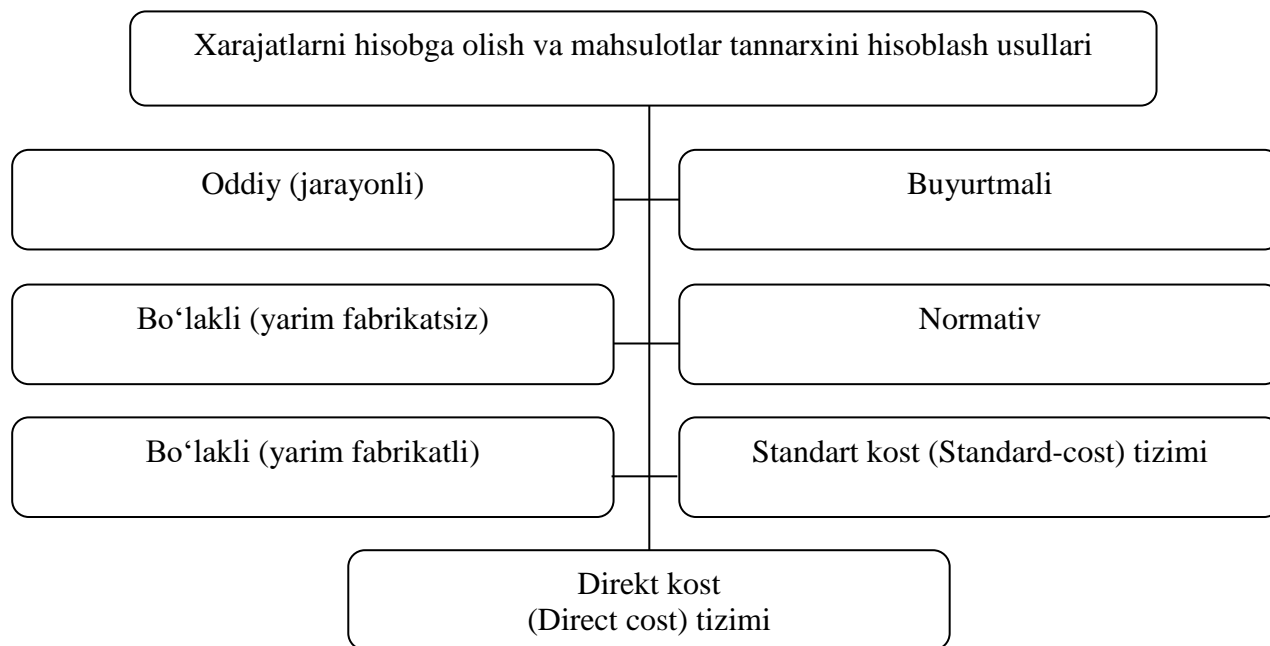 Xarajatlarni hisobga olish va mahsulotlar tannarxini hisoblash usullari
Oddiy (jarayonli)
Buyurtmali
Bo‘lakli (yarim fabrikatsiz)
Normativ
Bo‘lakli (yarim fabrikatli)
Standart kost (Standard-cost) tizimi
Direkt kost
(Direct cost) tizimi